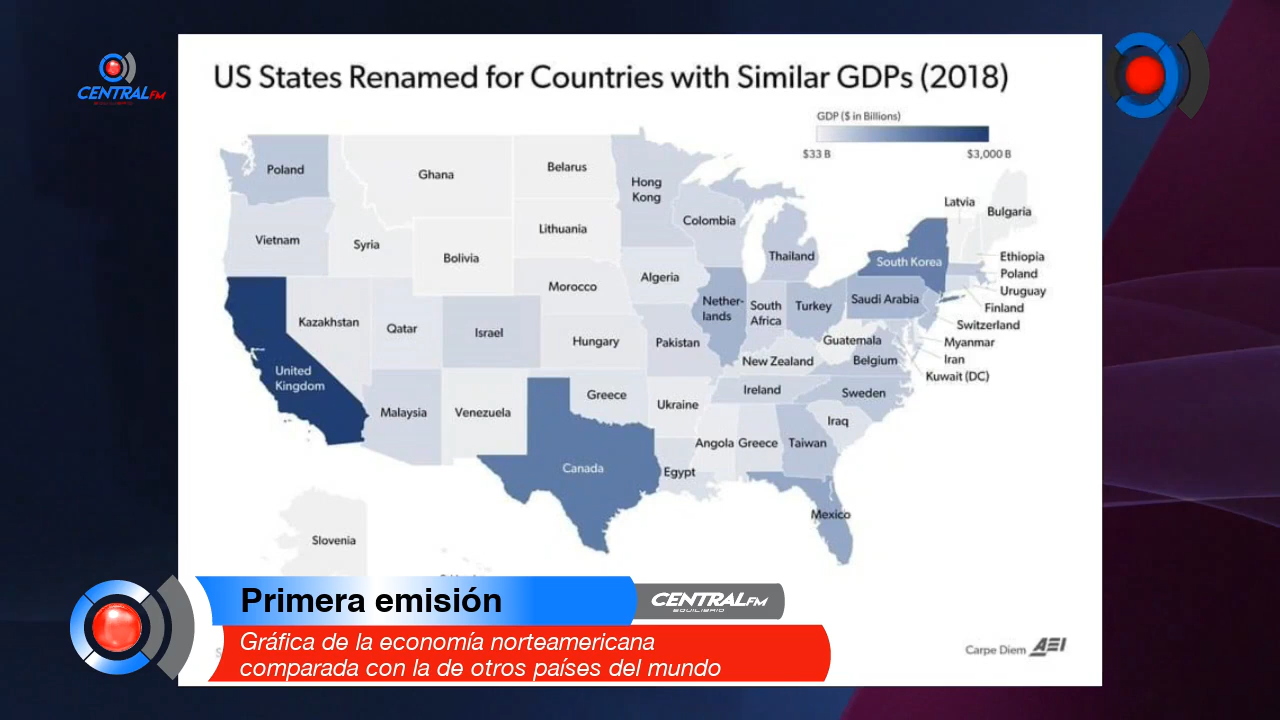 CENTRAL FM
EQUILIBRIO
US States Renamed for Countries with Similar GDPs (2018)
GDP ($ in Billions)
$33 B
$3,000 B
Poland
Ghana
Belarus
Hong
Kong
Latvia
Bulgaria
Vietnam
Syria
Bolivia
Lithuania
Colombia
Thailand
South Korea
Ethiopia
Poland
Uruguay
Finland
Switzerland
Myanmar
Iran
Kuwait (DC)
Algeria
Morocco
Nether-
lands
South
Africa
Turkey
Saudi Arabia
Kazakhstan
Qatar
Israel
Hungary
Pakistan
Guatemala
New Zealand
Belgium
United
Kingdom
Malaysia
Venezuela
Greece
Ukraine
Ireland
Sweden
Iraq
Canada
Egypt
Angola
Greece
Taiwan
Mexico
Slovenia
Primera emisión
CENTRAL FM
EQUILIBRIO
Gráfica de la economía norteamericana
comparada con la de otros países del mundo
Carpe Diem AEI